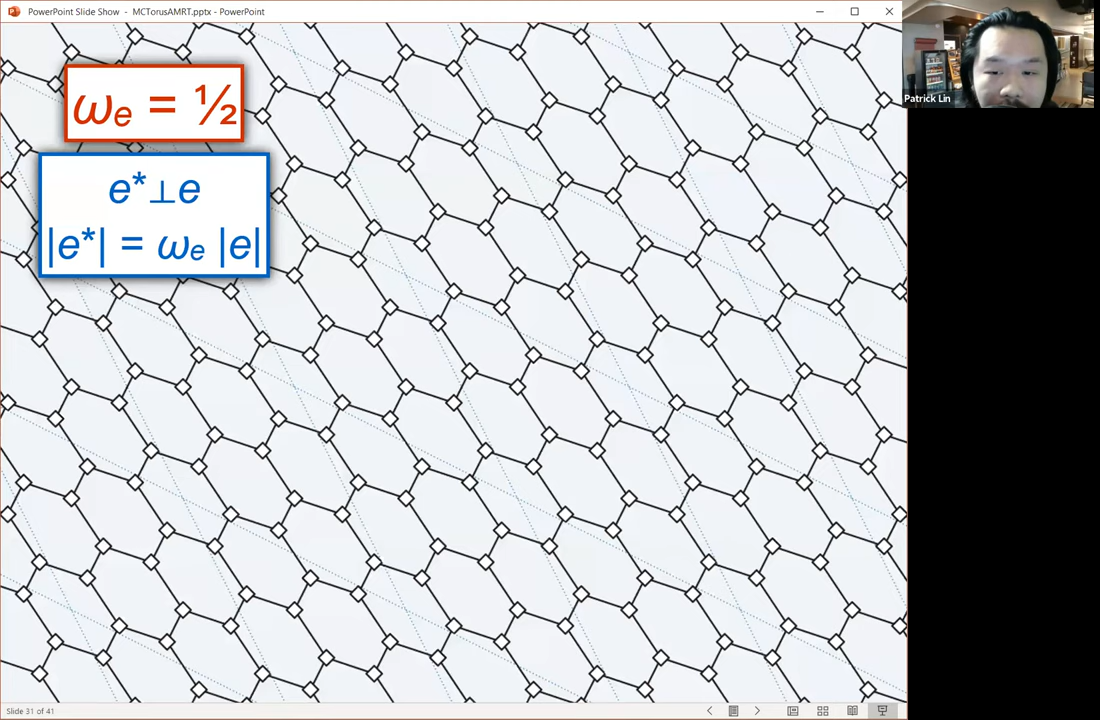 PowerPoint Slide Show - MCTorusAMRT.pptx - PowerPoint
ωe = ½
e*⊥e
|e*| = ωe |e|
Patrick Lin
Slide 31 of 41